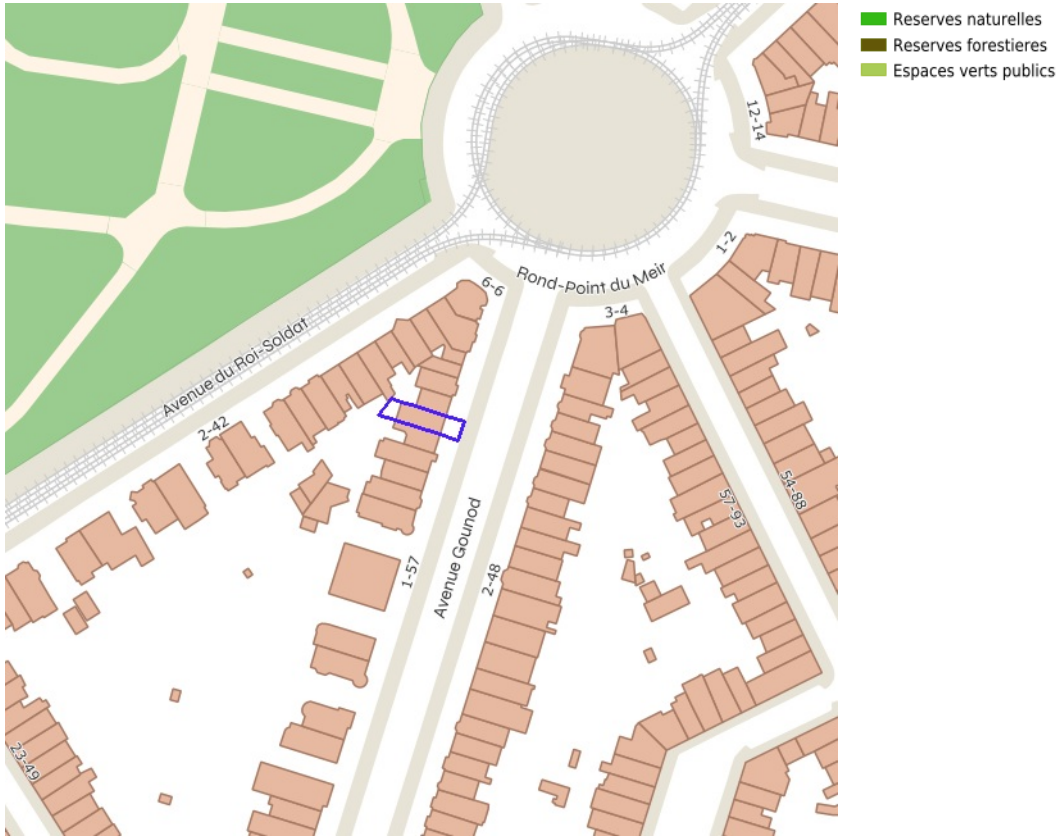 Reserves naturelles
Reserves forestieres
Espaces verts publics
12-14
1-2
Rond-Point du Meir
6-6
3-4
Avenue du Roi-Soldat
2-42
54-88
57-93
Avenue Gounod
1-57
2-48
23-49